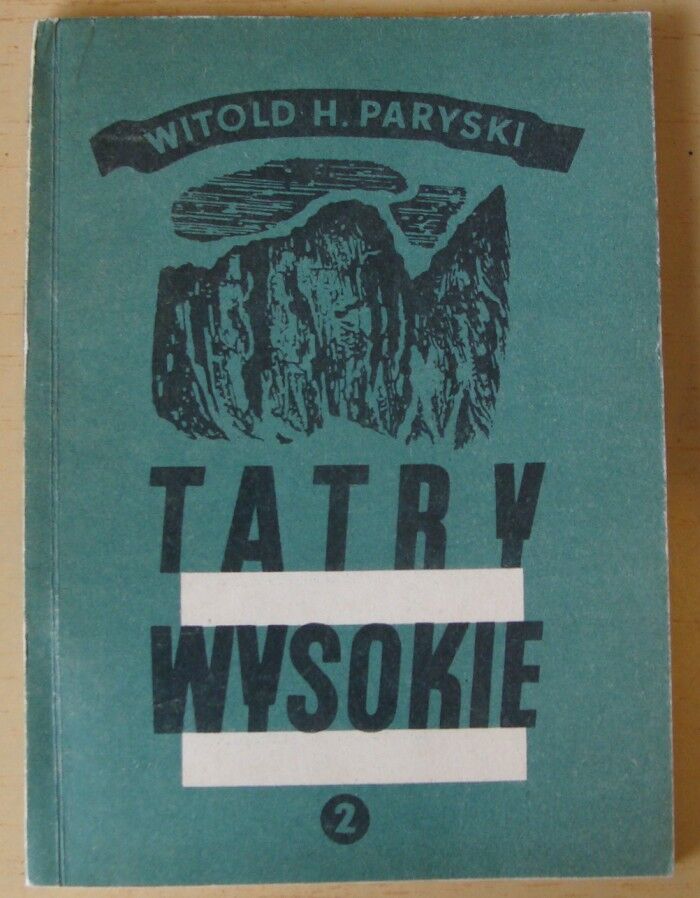 WITOLD H. PARYSKI
TATRY
WYSOKIE
2